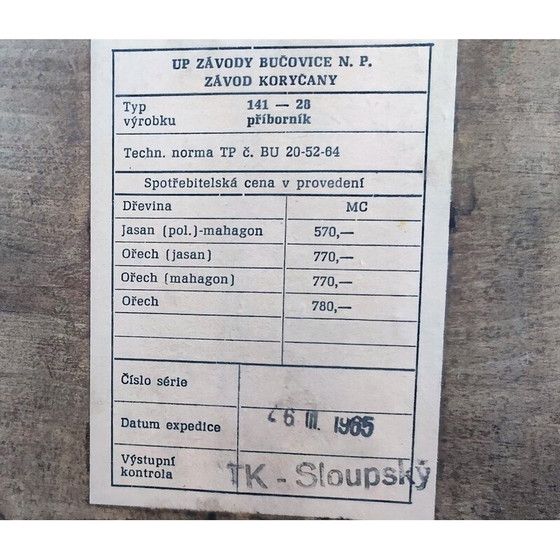 UP ZÁVODY BUČOVICE N. P.
ZÁVOD KORYČANY
Typ výrobku 141 — 28 příborník
Techn. norma TP č. BU 20-52-64
Spotřebitelská cena v provedení
Dřevina MC
Jasan (pol.)-mahagon 570,—
Ořech (jasan) 770,—
Ořech (mahagon) 770,—
Ořech 780,—
Číslo série
Datum expedice 26 III. 1965
Výstupní kontrola TK - Sloupský